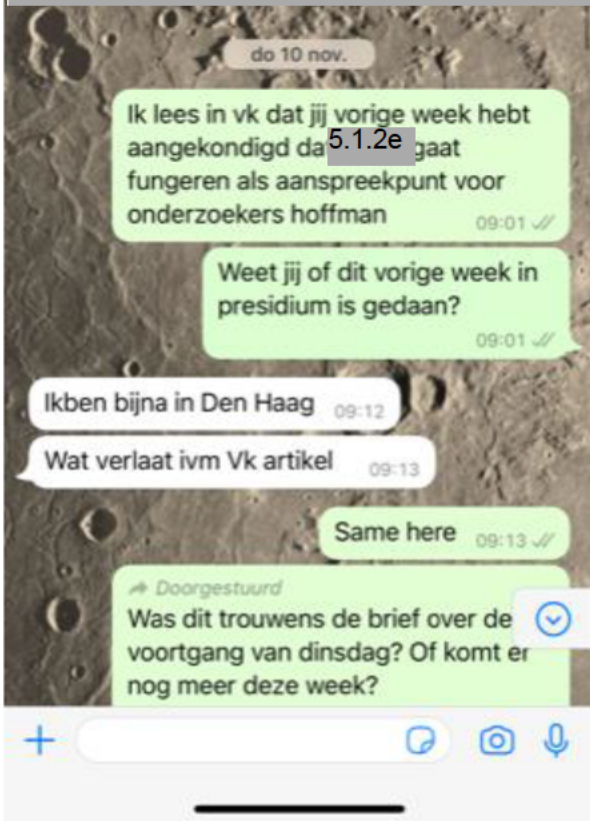 do 10 nov.
Ik lees in vk dat jij vorige week hebt
aangekondigd da 5.1.2e gaat
fungeren als aanspreekpunt voor
onderzoekers hoffman 09:01
Weet jij of dit vorige week in
presidium is gedaan?
09:01
Ikben bijna in Den Haag 09:12
Wat verlaat ivm Vk artikel 09:13
Same here 09:13
Doorgestuurd
Was dit trouwens de brief over de
voortgang van dinsdag? Of komt er
nog meer deze week?